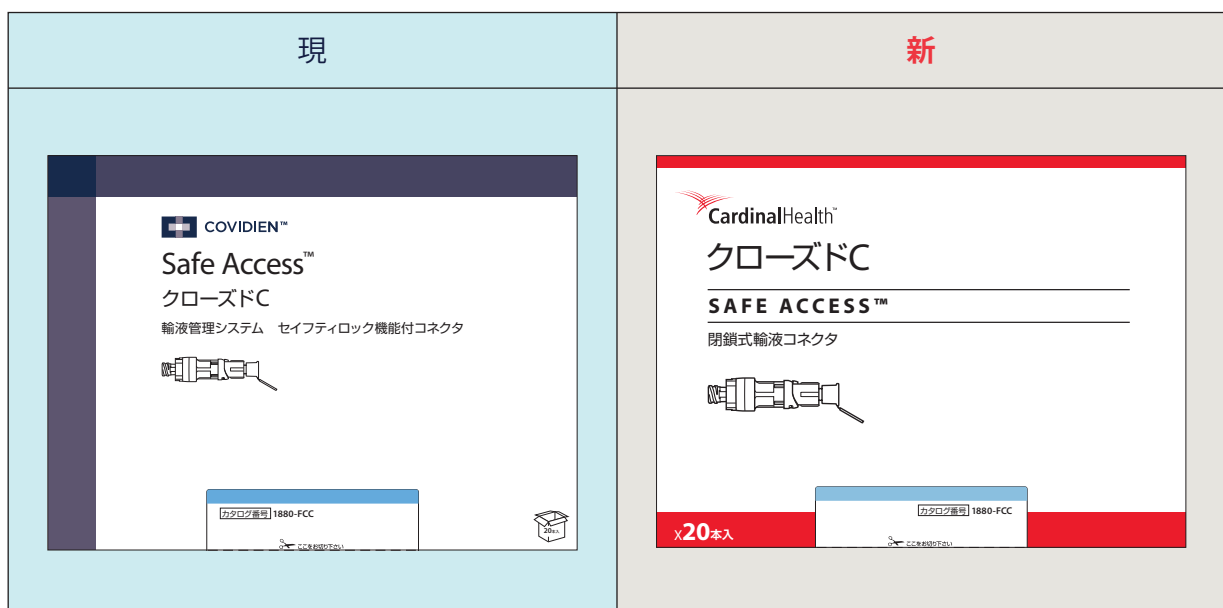 現
新
COVIDIEN™
Safe Access™
クローズドC
輸液管理システム　セイフティロック機能付コネクタ
カタログ番号 1880-FCC
ここをお切り下さい
20本入
CardinalHealth™
クローズドC
SAFE ACCESS™
閉鎖式輸液コネクタ
カタログ番号 1880-FCC
ここをお切り下さい
X20本入